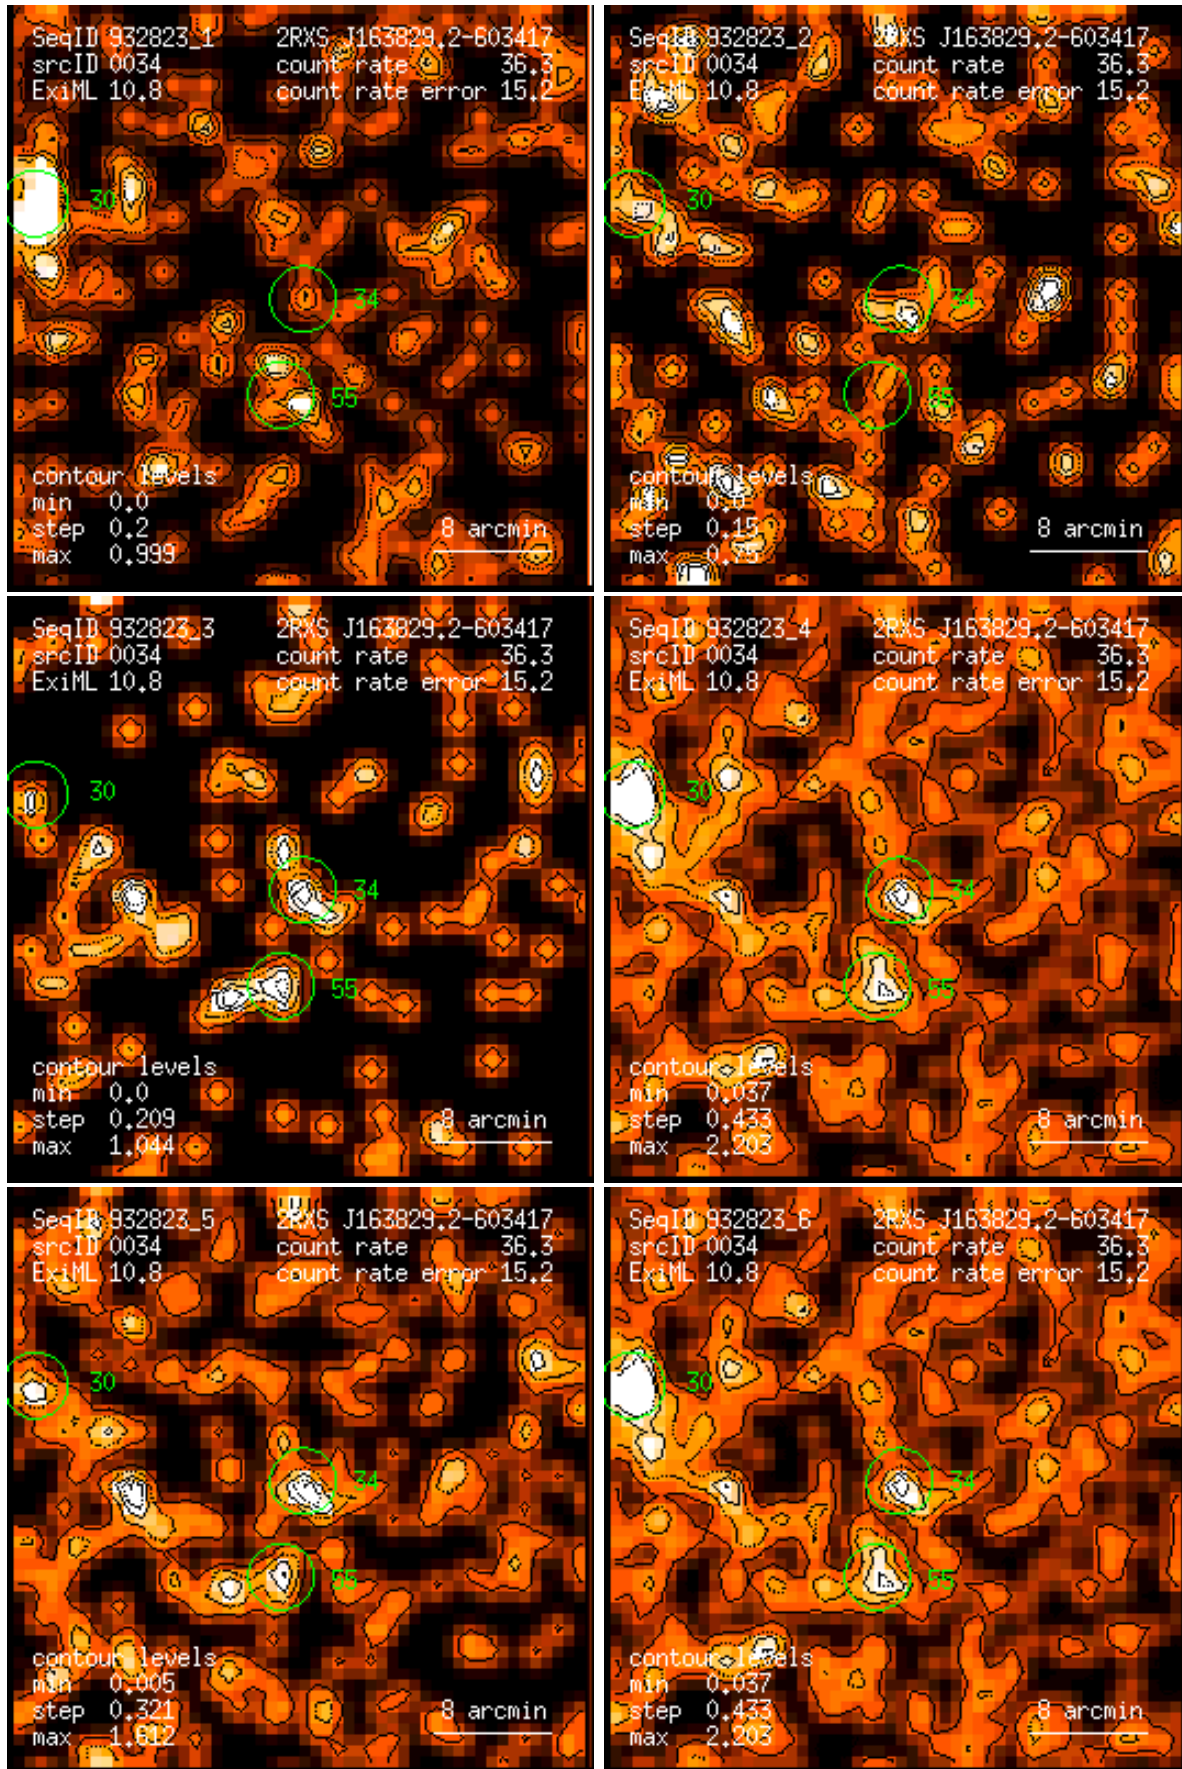 SeqID 932823_1 2RXS J163829.2-603417
srcID 0034 count rate 36.3
ExiML 10.8 count rate error 15.2
30
34
55
contour levels
min 0.0
step 0.2
max 0.999
8 arcmin
SeqID 932823_2 2RXS J163829.2-603417
srcID 0034 count rate 36.3
ExiML 10.8 count rate error 15.2
30
34
55
contour levels
min 0.0
step 0.15
max 0.75
8 arcmin
SeqID 932823_3 2RXS J163829.2-603417
srcID 0034 count rate 36.3
ExiML 10.8 count rate error 15.2
30
34
55
contour levels
min 0.0
step 0.209
max 1.044
8 arcmin
SeqID 932823_4 2RXS J163829.2-603417
srcID 0034 count rate 36.3
ExiML 10.8 count rate error 15.2
30
34
55
contour levels
min 0.037
step 0.433
max 2.203
8 arcmin
SeqID 932823_5 2RXS J163829.2-603417
srcID 0034 count rate 36.3
ExiML 10.8 count rate error 15.2
30
34
55
contour levels
min 0.005
step 0.321
max 1.612
8 arcmin
SeqID 932823_6 2RXS J163829.2-603417
srcID 0034 count rate 36.3
ExiML 10.8 count rate error 15.2
30
34
55
contour levels
min 0.037
step 0.433
max 2.203
8 arcmin